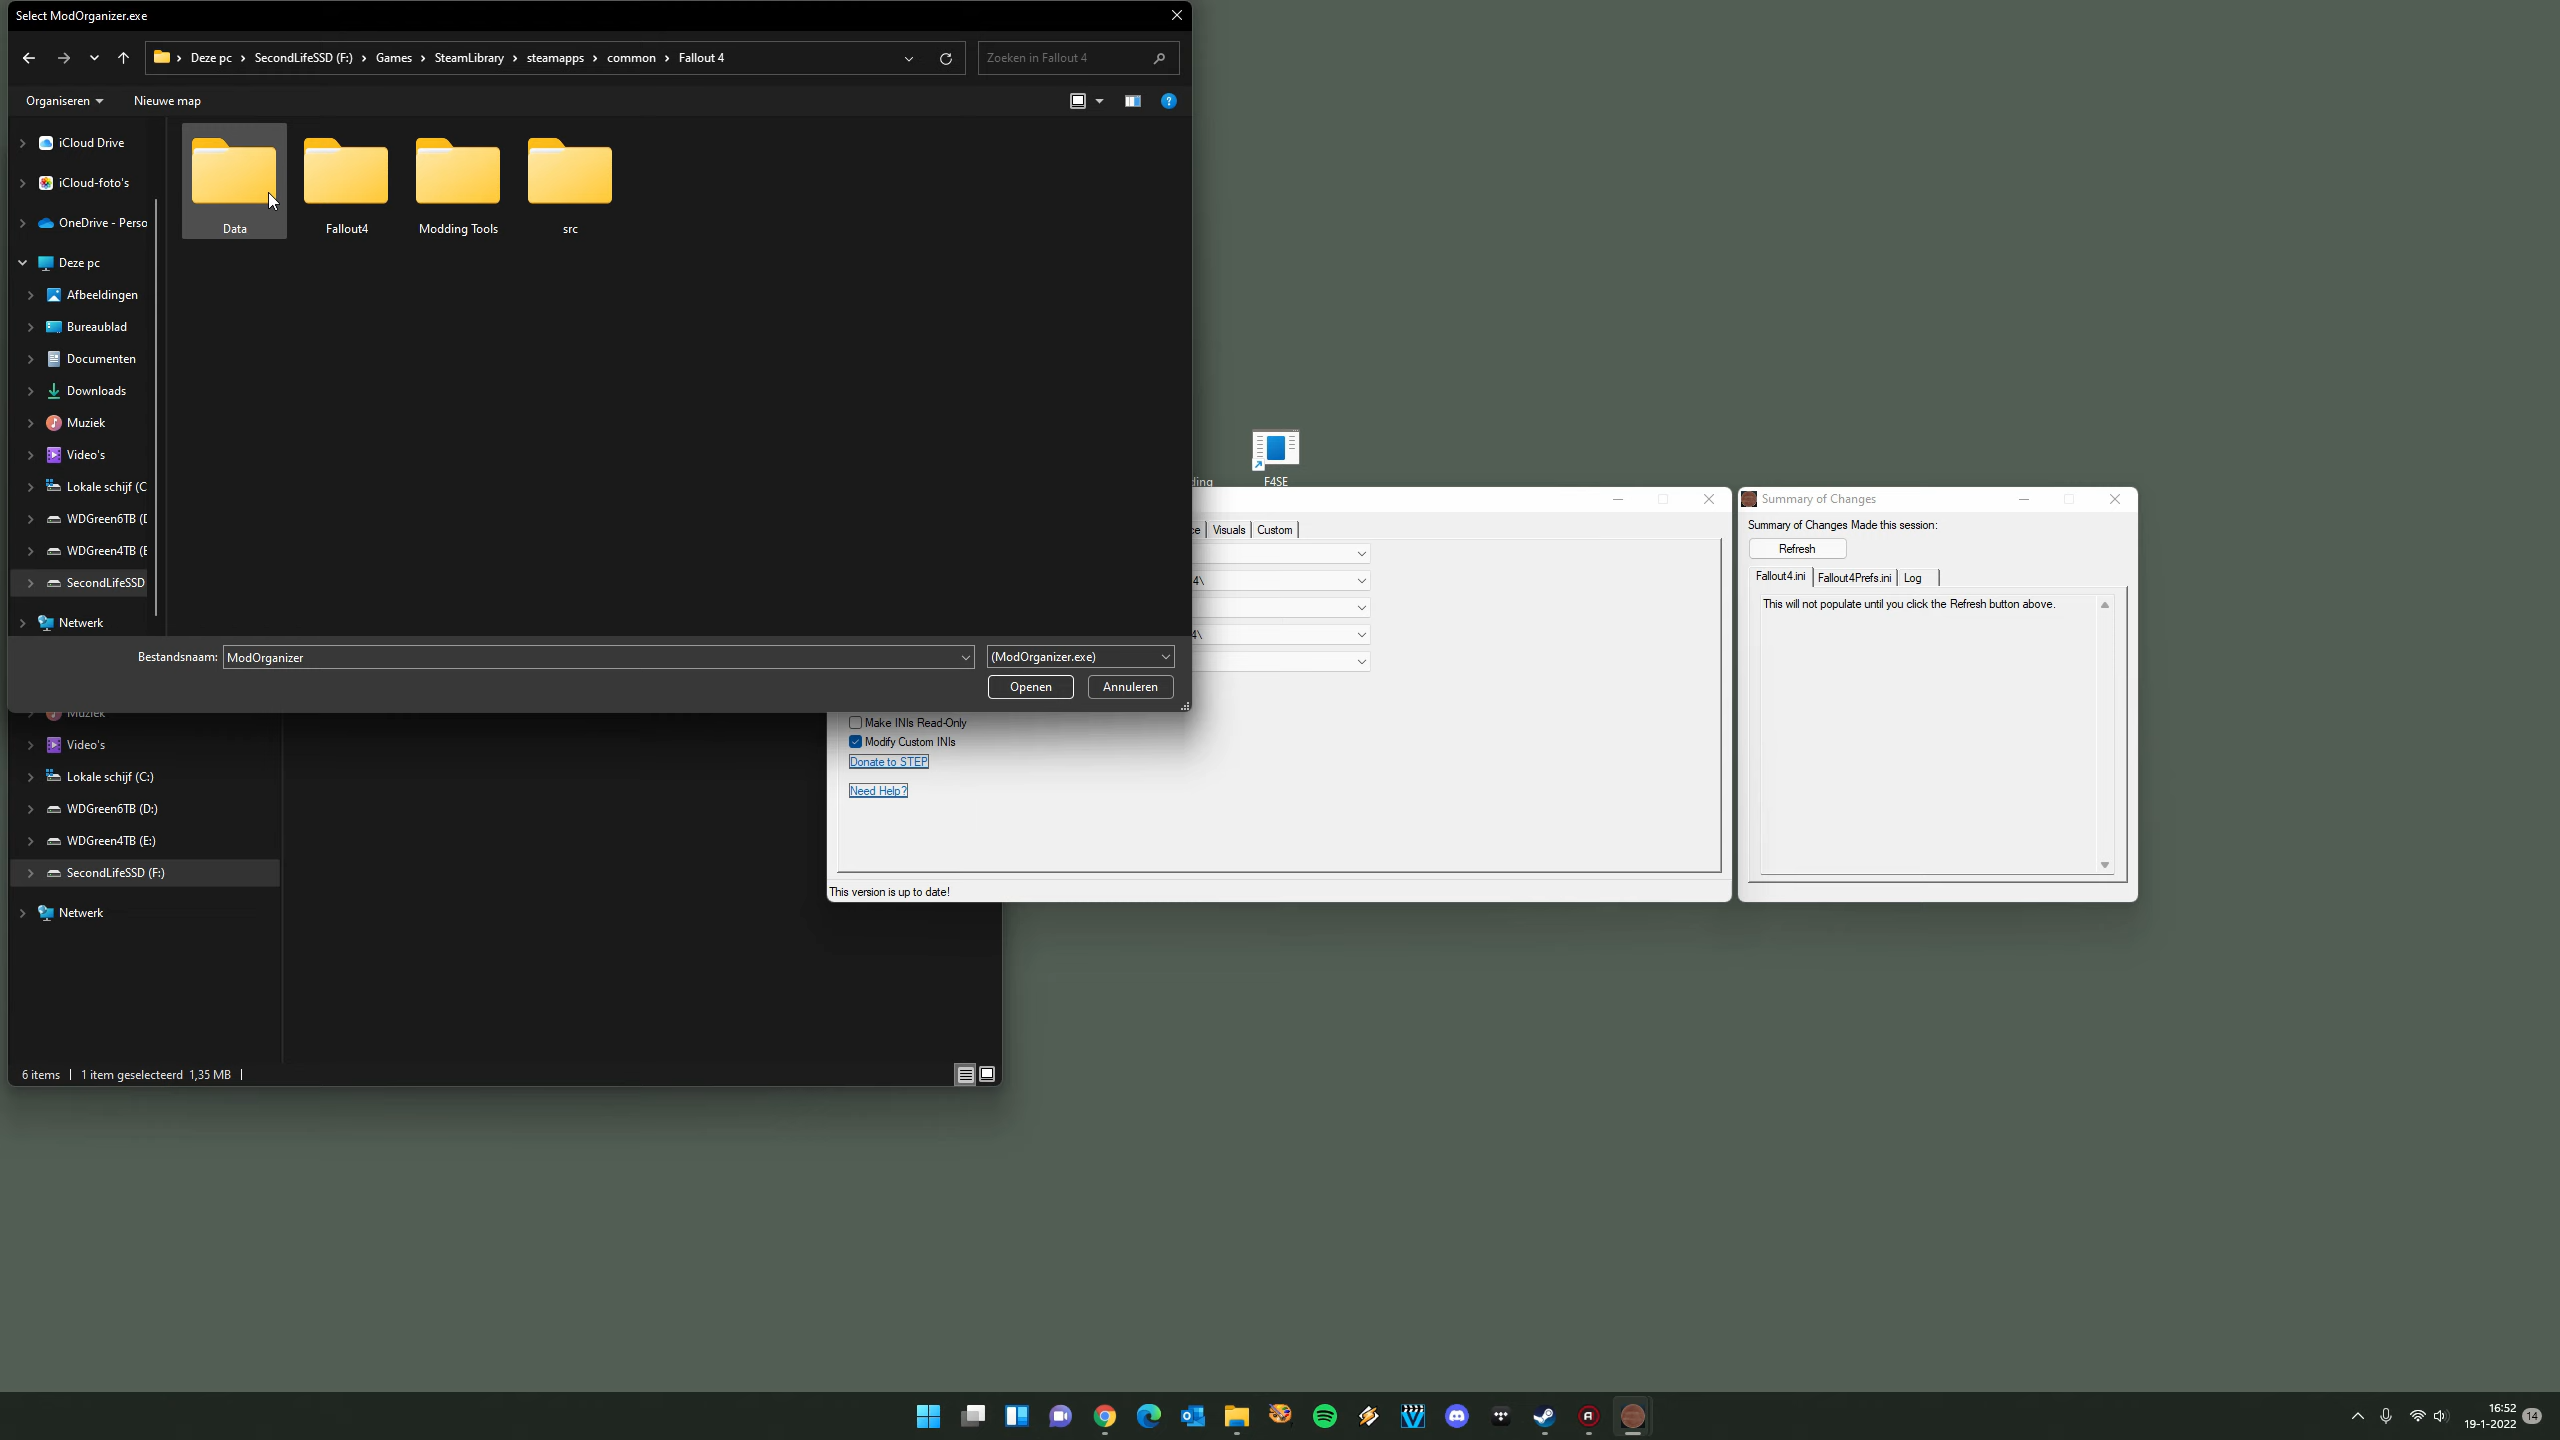 Select ModOrganizer.exe
Deze pc
SecondLifeSSD (F:)
Games
SteamLibrary
steamapps
common
Fallout 4
Zoeken in Fallout 4
Organiseren
Nieuwe map
iCloud Drive
iCloud-foto's
OneDrive - Perso
Deze pc
Afbeeldingen
Bureaublad
Documenten
Downloads
Muziek
Video's
Lokale schijf (C
WDGreen6TB (D
WDGreen4TB (E
SecondLifeSSD
Netwerk
Data
Fallout4
Modding Tools
src
Bestandsnaam:
ModOrganizer
(ModOrganizer.exe)
Openen
Annuleren
ding
F4SE
ce
Visuals
Custom
4\
4\
Make INIs Read-Only
Modify Custom INIs
Donate to STEP
Need Help?
This version is up to date!
Summary of Changes
Summary of Changes Made this session:
Refresh
Fallout4.ini
Fallout4Prefs.ini
Log
This will not populate until you click the Refresh button above.
Muziek
Video's
Lokale schijf (C:)
WDGreen6TB (D:)
WDGreen4TB (E:)
SecondLifeSSD (F:)
Netwerk
6 items
1 item geselecteerd 1,35 MB
16:52
19-1-2022
14